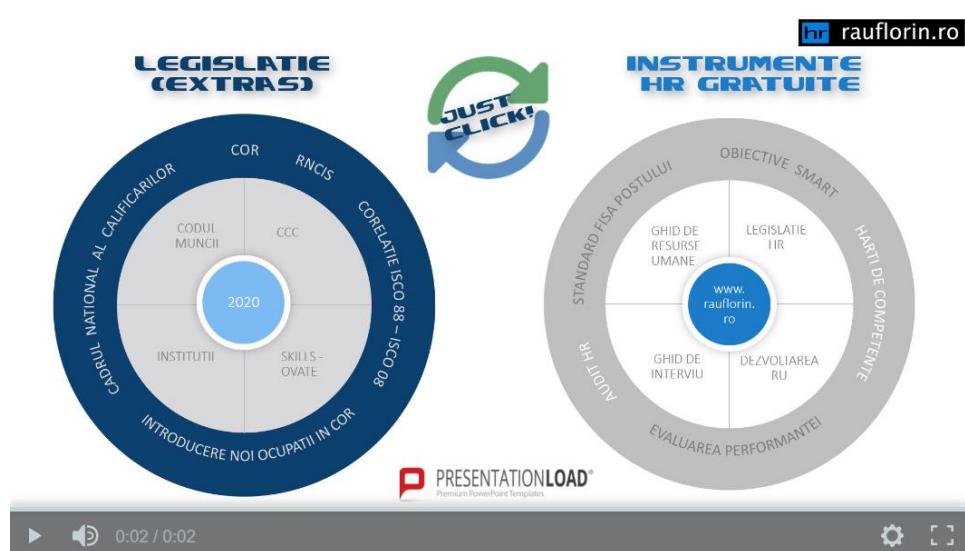 hr rauflorin.ro
LEGISLATIE
(EXTRAS)
JUST
CLICK!
INSTRUMENTE
HR GRATUITE
CADRUL NATIONAL AL CALIFICARILOR
COR
RNCIS
CORELATIE ISCO 88 – ISCO 08
INTRODUCERE NOI OCUPATII IN COR
CODUL
MUNCII
CCC
2020
INSTITUTII
SKILLS -
OVATE
STANDARD FISA POSTULUI
OBIECTIVE SMART
HARTI DE COMPETENTE
EVALUAREA PERFORMANTEI
AUDIT HR
GHID DE
RESURSE
UMANE
LEGISLATIE
HR
www.
rauflorin.
ro
GHID DE
INTERVIU
DEZVOLTAREA
RU
PRESENTATIONLOAD®
Premium PowerPoint Templates
0:02 / 0:02